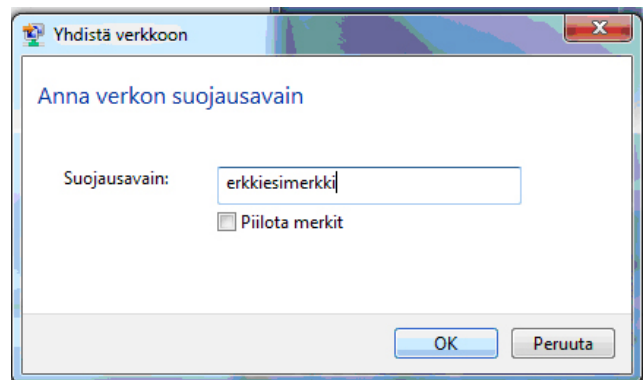 Yhdistä verkkoon
Anna verkon suojausavain
Suojausavain: erkkiesimerkki
Piilota merkit
OK Peruuta